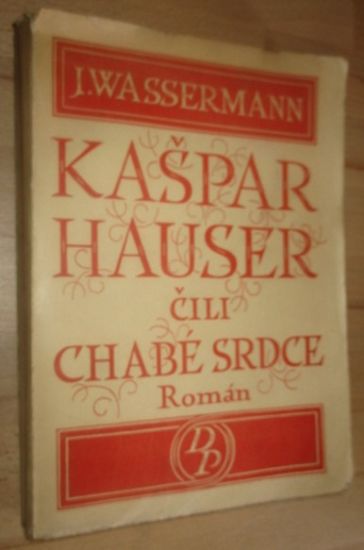 J. WASSERMANN
KAŠPAR
HAUSER
ČILI
CHABÉ SRDCE
Román
DP